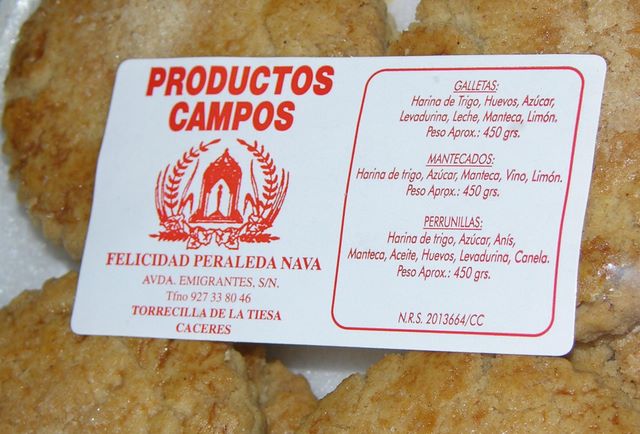 PRODUCTOS
CAMPOS
FELICIDAD PERALEDA NAVA
AVDA. EMIGRANTES, S/N.
Tfno 927 33 80 46
TORRECILLA DE LA TIESA
CACERES
GALLETAS:
Harina de Trigo, Huevos, Azúcar,
Levadurina, Leche, Manteca, Limón.
Peso Aprox.: 450 grs.
MANTECADOS:
Harina de trigo, Azúcar, Manteca, Vino, Limón.
Peso Aprox.: 450 grs.
PERRUNILLAS:
Harina de trigo, Azúcar, Anís,
Manteca, Aceite, Huevos, Levadurina, Canela.
Peso Aprox.: 450 grs.
N.R.S. 2013664/CC